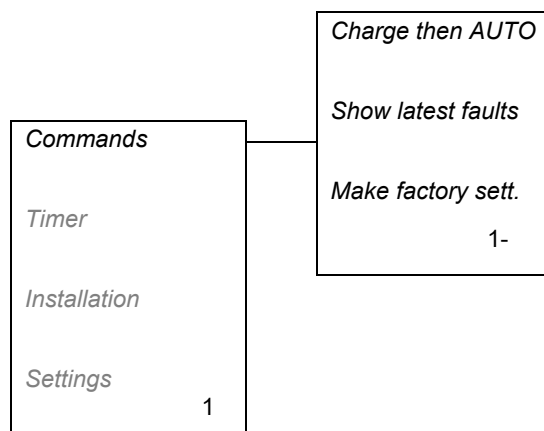 Charge then AUTO
Show latest faults
Commands
Make factory sett.
Timer
1-
Installation
Settings
1